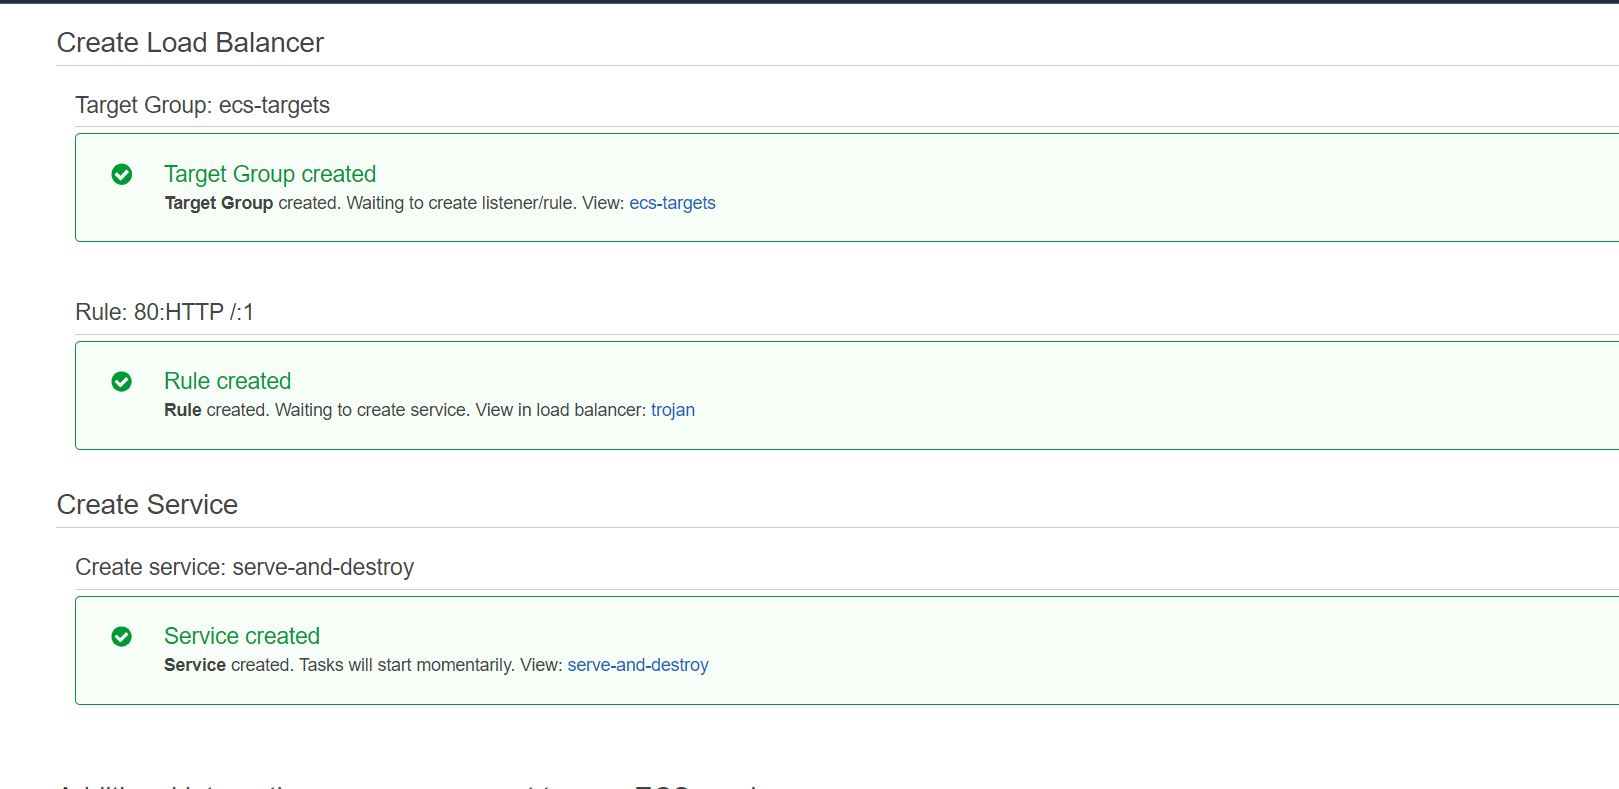 Create Load Balancer
Target Group: ecs-targets
Target Group created
Target Group created. Waiting to create listener/rule. View: ecs-targets
Rule: 80:HTTP /:1
Rule created
Rule created. Waiting to create service. View in load balancer: trojan
Create Service
Create service: serve-and-destroy
Service created
Service created. Tasks will start momentarily. View: serve-and-destroy